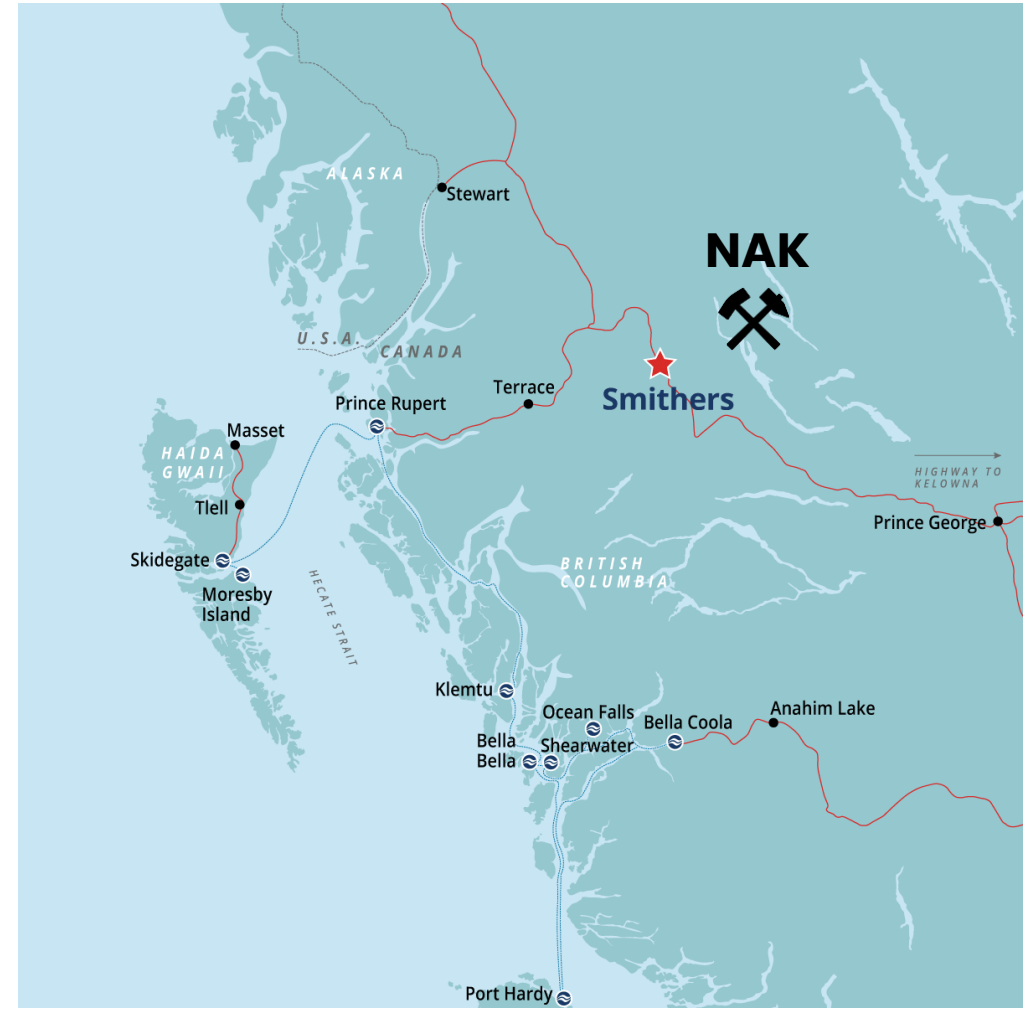 ALASKA
Stewart
NAK
U.S.A.
CANADA
Smithers
Terrace
Prince Rupert
Masset
HAIDA
GWAII
HIGHWAY TO
KELOWNA
Tlell
Prince George
Skidegate
BRITISH
COLUMBIA
Moresby
Island
HECATE STRAIT
Klemtu
Ocean Falls
Bella Coola
Anahim Lake
Bella
Bella
Shearwater
Port Hardy